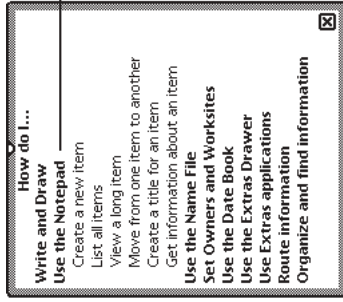 How do I...
Write and Draw
Use the Notepad
Create a new item
List all items
View a long item
Move from one item to another
Create a title for an item
Get information about an item
Use the Name File
Set Owners and Worksites
Use the Date Book
Use the Extras Drawer
Use Extras applications
Route information
Organize and find information